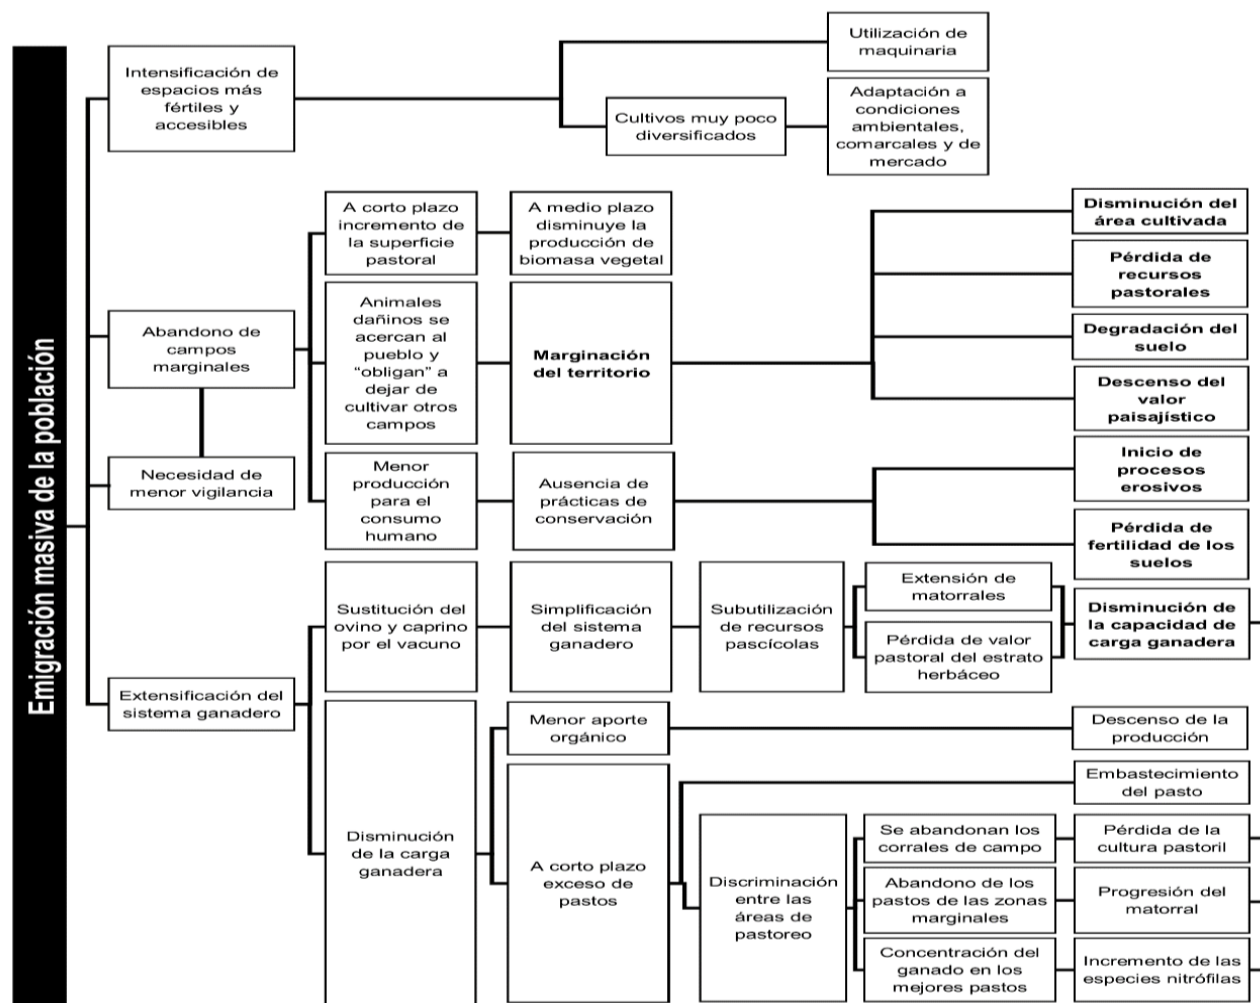 Emigración masiva de la población
Intensificación de
espacios más
fértiles y
accesibles
Utilización de
maquinaria
Cultivos muy poco
diversificados
Adaptación a
condiciones
ambientales,
comarcales y de
mercado
Abandono de
campos
marginales
Necesidad de
menor vigilancia
A corto plazo
incremento de
la superficie
pastoral
A medio plazo
disminuye la
producción de
biomasa vegetal
Animales
dañinos se
acercan al
pueblo y
“obligan” a
dejar de
cultivar otros
campos
Marginación
del territorio
Disminución del
área cultivada
Pérdida de
recursos
pastorales
Degradación del
suelo
Descenso del
valor
paisajístico
Menor
producción
para el
consumo
humano
Ausencia de
prácticas de
conservación
Inicio de
procesos
erosivos
Pérdida de
fertilidad de los
suelos
Extensificación del
sistema ganadero
Sustitución del
ovino y caprino
por el vacuno
Simplificación
del sistema
ganadero
Subutilización
de recursos
pascícolas
Extensión de
matorrales
Pérdida de valor
pastoral del estrato
herbáceo
Disminución de
la capacidad de
carga ganadera
Disminución
de la carga
ganadera
Menor aporte
orgánico
Descenso de la
producción
A corto plazo
exceso de
pastos
Embastecimiento
del pasto
Discriminación
entre las
áreas de
pastoreo
Se abandonan los
corrales de campo
Pérdida de la
cultura pastoril
Abandono de los
pastos de las zonas
marginales
Progresión del
matorral
Concentración del
ganado en los
mejores pastos
Incremento de las
especies nitrófilas